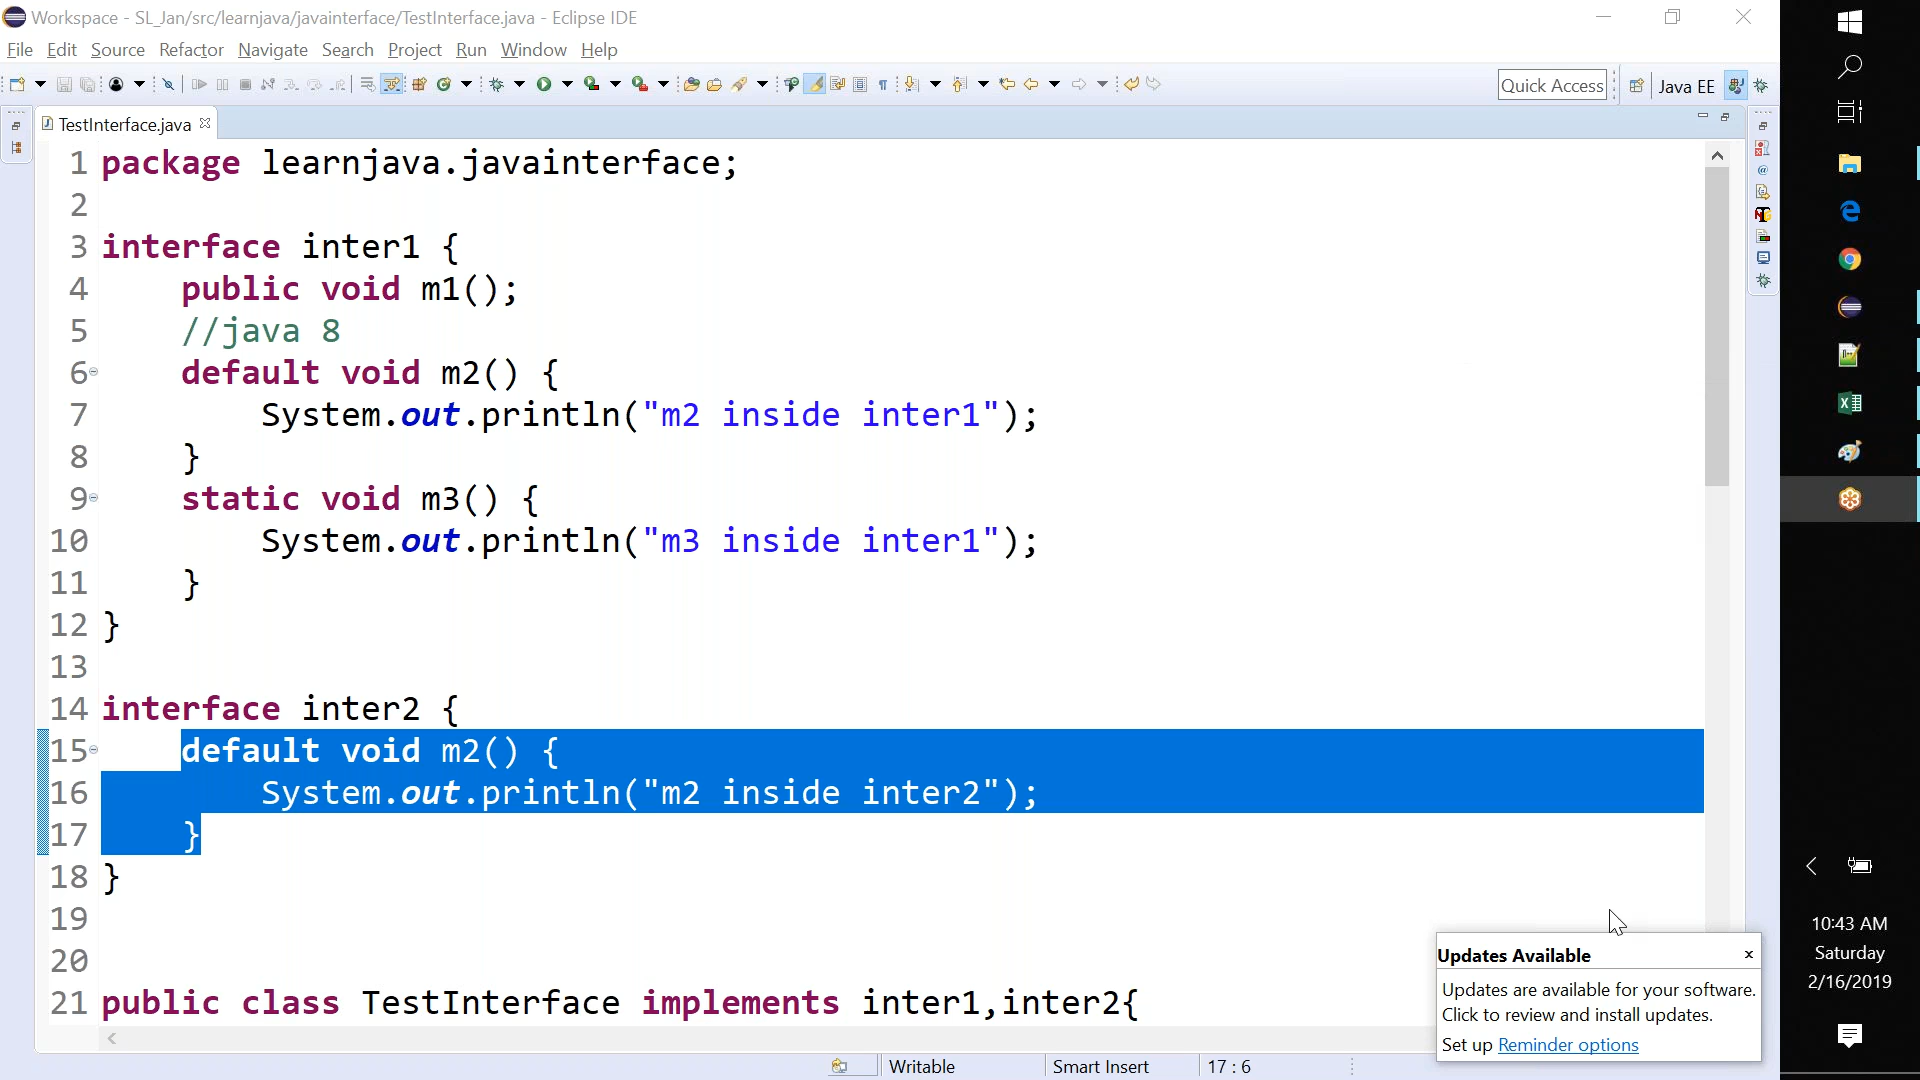 Workspace - SL_Jan/src/learnjava/javainterface/TestInterface.java - Eclipse IDE
File Edit Source Refactor Navigate Search Project Run Window Help
Quick Access Java EE
TestInterface.java
1 package learnjava.javainterface;
2
3 interface inter1 {
4 public void m1();
5 //java 8
6 default void m2() {
7 System.out.println("m2 inside inter1");
8 }
9 static void m3() {
10 System.out.println("m3 inside inter1");
11 }
12 }
13
14 interface inter2 {
15 default void m2() {
16 System.out.println("m2 inside inter2");
17 }
18 }
19
20
21 public class TestInterface implements inter1,inter2{
Updates Available
Updates are available for your software.
Click to review and install updates.
Set up Reminder options
Writable Smart Insert 17 : 6
10:43 AM
Saturday
2/16/2019